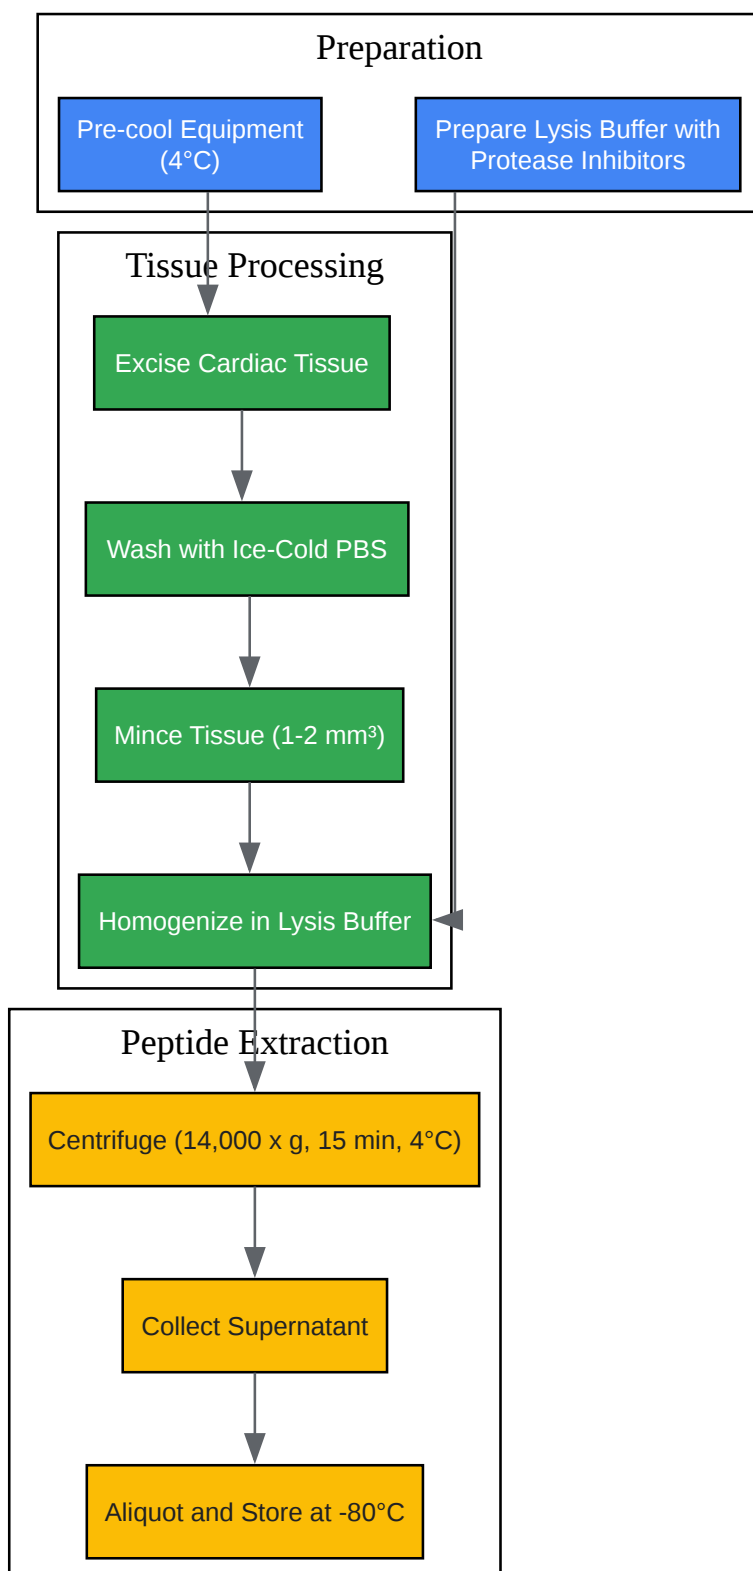 Preparation
Pre-cool Equipment
(4°C)
Prepare Lysis Buffer with
Protease Inhibitors
Tissue Processing
Excise Cardiac Tissue
Wash with Ice-Cold PBS
Mince Tissue (1-2 mm³)
Homogenize in Lysis Buffer
Peptide Extraction
Centrifuge (14,000 x g, 15 min, 4°C)
Collect Supernatant
Aliquot and Store at -80°C